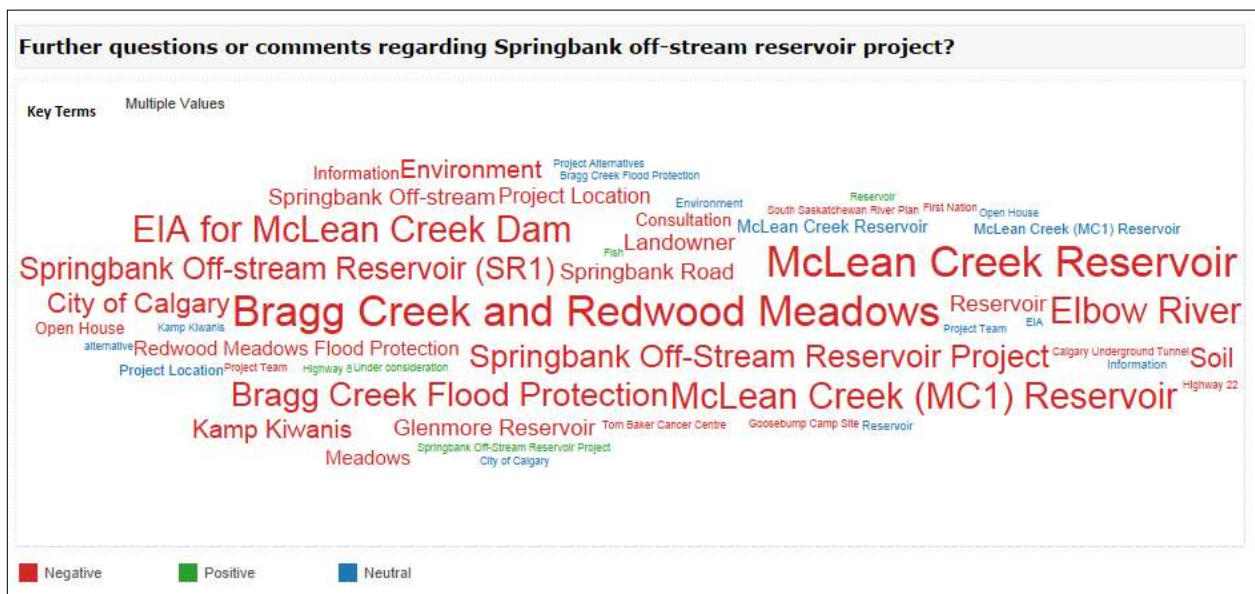 Further questions or comments regarding Springbank off-stream reservoir project?
Key Terms
Multiple Values
Information
Environment
Project Alternatives
Bragg Creek Flood Protection
Springbank Off-stream
Project Location
Environment
Reservoir
South Saskatchewan River Plan
First Nation
Open House
EIA for McLean Creek Dam
Consultation
McLean Creek Reservoir
McLean Creek (MC1) Reservoir
Fish
Landowner
Springbank Off-stream Reservoir (SR1)
Springbank Road
McLean Creek Reservoir
City of Calgary
Bragg Creek and Redwood Meadows
Reservoir
Elbow River
Open House
Kamp Kiwanis
Project Team
EIA
alternative
Redwood Meadows Flood Protection
Springbank Off-Stream Reservoir Project
Calgary Underground Tunnel
Soil
Project Location
Project Team
Highway 8
Under consideration
Information
Bragg Creek Flood Protection
McLean Creek (MC1) Reservoir
Highway 22
Kamp Kiwanis
Glenmore Reservoir
Tom Baker Cancer Centre
Goosebump Camp Site
Reservoir
Springbank Off-Stream Reservoir Project
Meadows
City of Calgary
Negative
Positive
Neutral